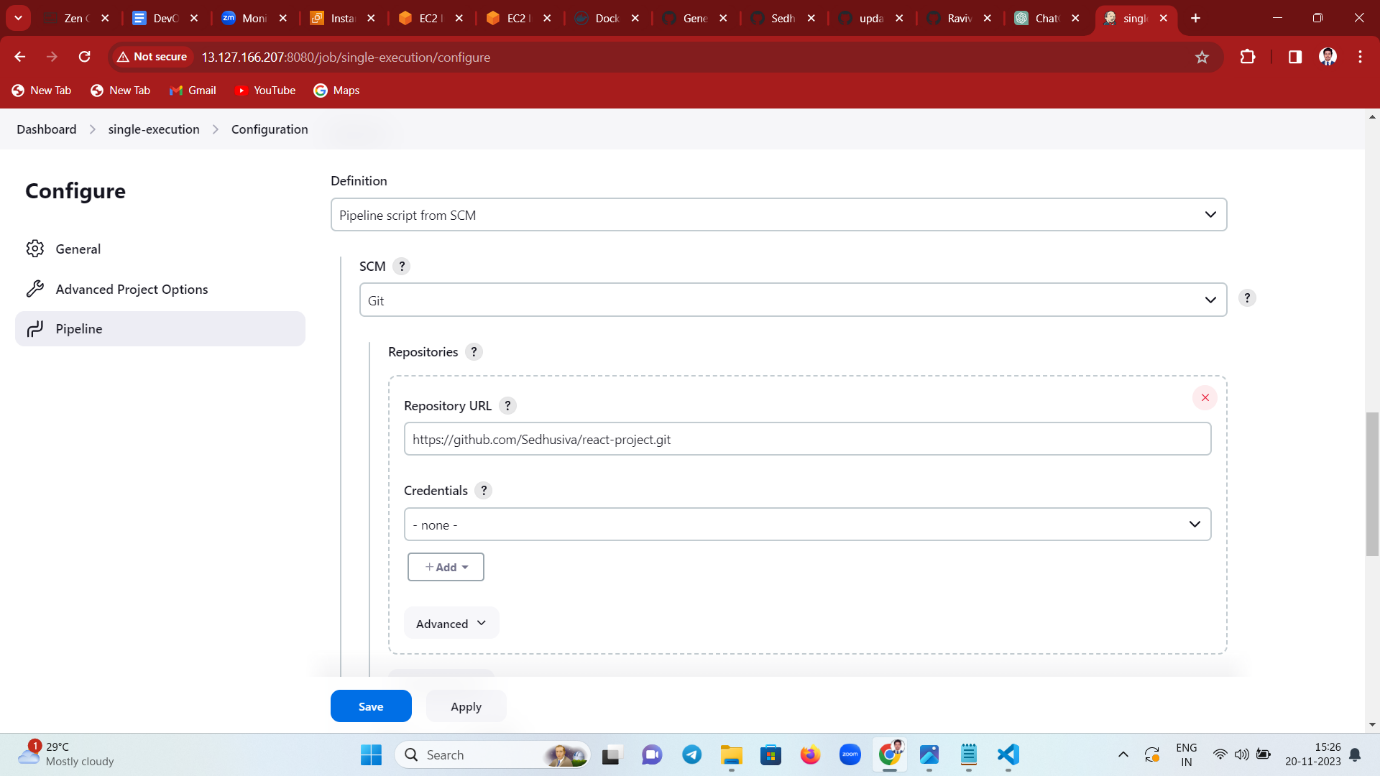 Zen
DevO
Moni
Insta
EC2 I
EC2 I
Dock
Gene
Sedh
upda
Raviv
Chat
singl
Not secure
13.127.166.207:8080/job/single-execution/configure
New Tab
New Tab
Gmail
YouTube
Maps
Dashboard
single-execution
Configuration
Configure
General
Advanced Project Options
Pipeline
Definition
Pipeline script from SCM
SCM ?
Git
?
Repositories ?
Repository URL ?
https://github.com/Sedhusiva/react-project.git
Credentials ?
- none -
+ Add
Advanced
Save
Apply
1
29°C
Mostly cloudy
Search
zoom
ENG
IN
15:26
20-11-2023